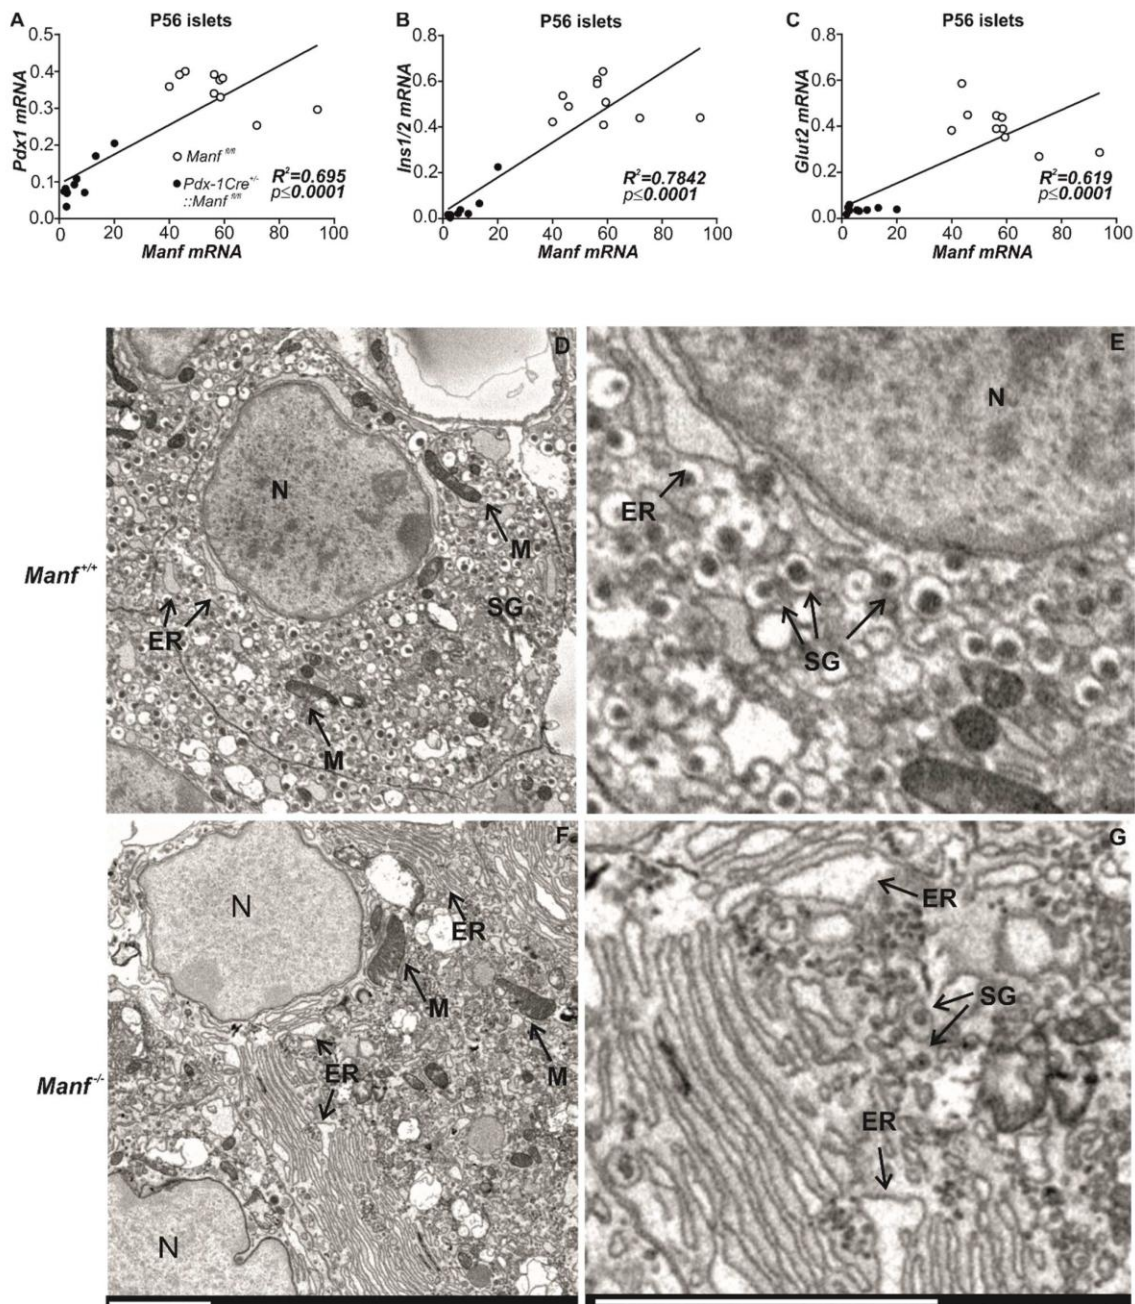 A
P56 islets
Pdx1 mRNA
0.5
0.4
0.3
0.2
0.1
0.0
0 20 40 60 80 100
Manf mRNA
Manf fl/fl
Pdx-1Cre+/-
::Manf fl/fl
R²=0.695
p≤0.0001
B
P56 islets
Ins1/2 mRNA
0.8
0.6
0.4
0.2
0.0
0 20 40 60 80 100
Manf mRNA
R²=0.7842
p≤0.0001
C
P56 islets
Glut2 mRNA
0.8
0.6
0.4
0.2
0.0
0 20 40 60 80 100
Manf mRNA
R²=0.619
p≤0.0001
Manf+/+
D
N
M
SG
ER
M
E
N
ER
SG
Manf-/-
F
N
ER
M
ER
M
N
G
ER
SG
ER